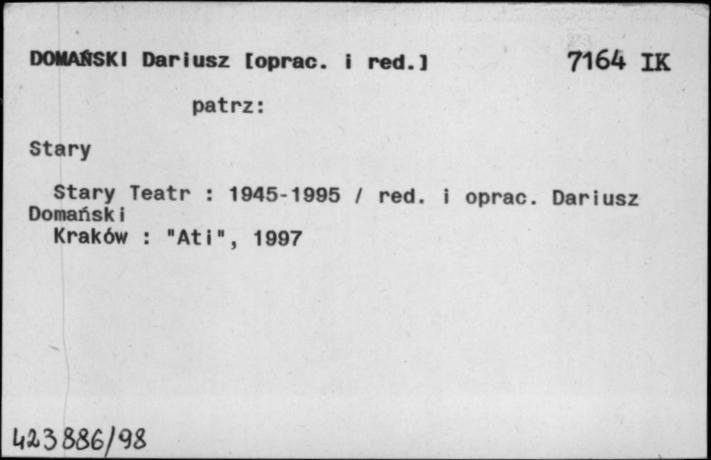 DOMAŃSKI Dariusz [oprac. i red.] 7164 IK
patrz:
Stary
Stary Teatr : 1945-1995 / red. i oprac. Dariusz
Domański
Kraków : "Ati", 1997
423886/98